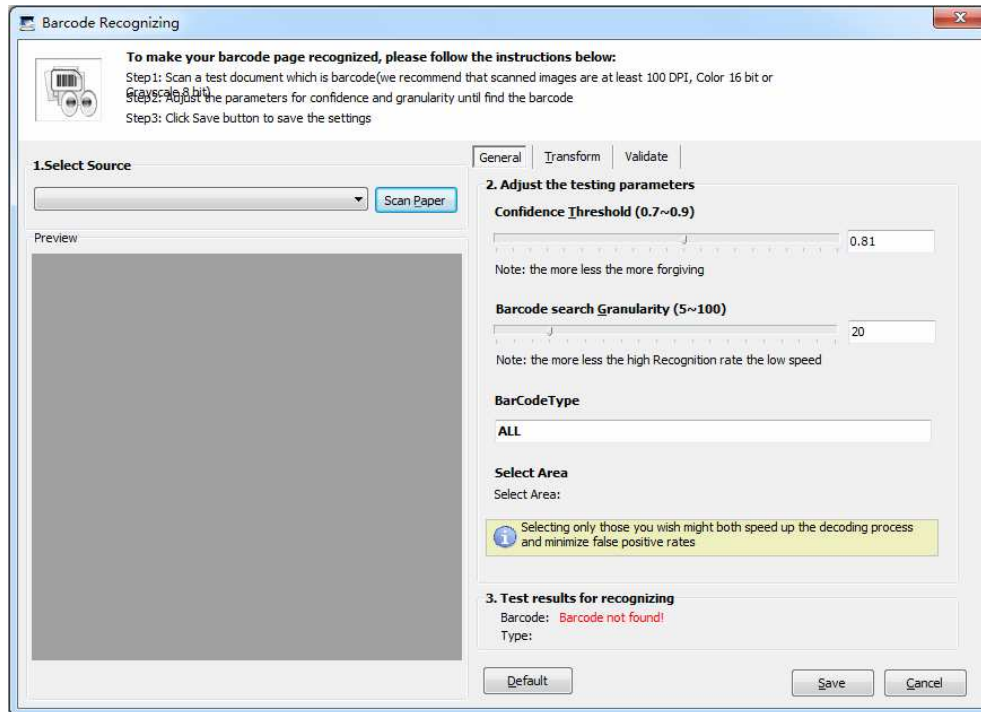 Barcode Recognizing
To make your barcode page recognized, please follow the instructions below:
Step1: Scan a test document which is barcode(we recommend that scanned images are at least 100 DPI, Color 16 bit or
Grayscale 8 bit)
Step2: Adjust the parameters for confidence and granularity until find the barcode
Step3: Click Save button to save the settings
1.Select Source
Scan Paper
Preview
General Transform Validate
2. Adjust the testing parameters
Confidence Threshold (0.7~0.9)
0.81
Note: the more less the more forgiving
Barcode search Granularity (5~100)
20
Note: the more less the high Recognition rate the low speed
BarCodeType
ALL
Select Area
Select Area:
Selecting only those you wish might both speed up the decoding process
and minimize false positive rates
3. Test results for recognizing
Barcode: Barcode not found!
Type:
Default
Save
Cancel